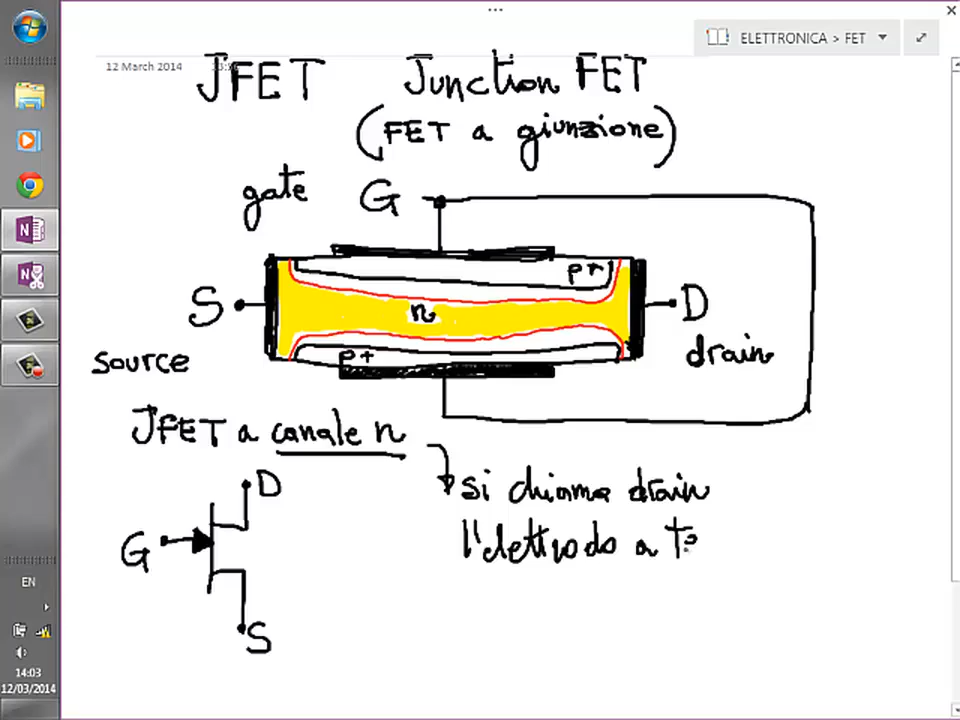 ELETTRONICA > FET
12 March 2014
JFET Junction FET
(FET a giunzione)
gate G
p+
S n D
source p+ drain
JFET a canale n
si chiama drain
l'elettrodo a
D
G
S
EN
14:03
12/03/2014